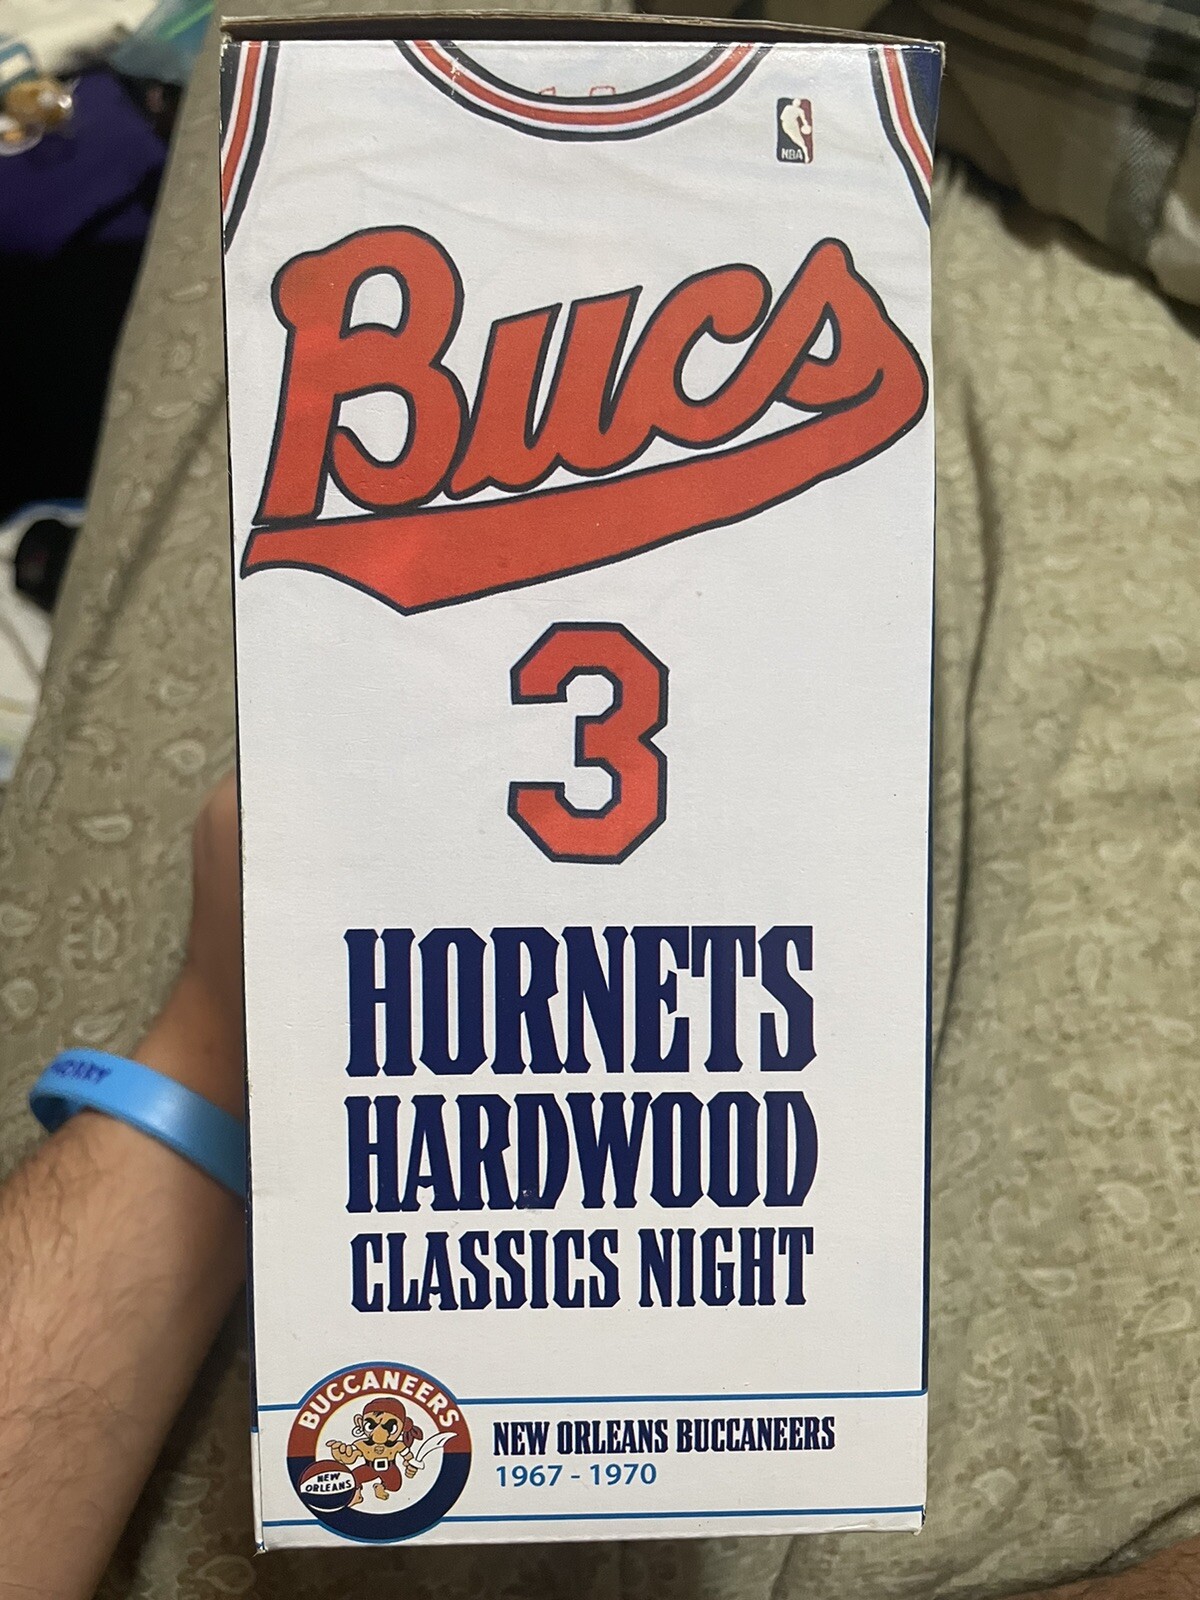 NBA
Bucs
3
HORNETS
HARDWOOD
CLASSICS NIGHT
BUCCANEERS
NEW
ORLEANS
NEW ORLEANS BUCCANEERS
1967 - 1970